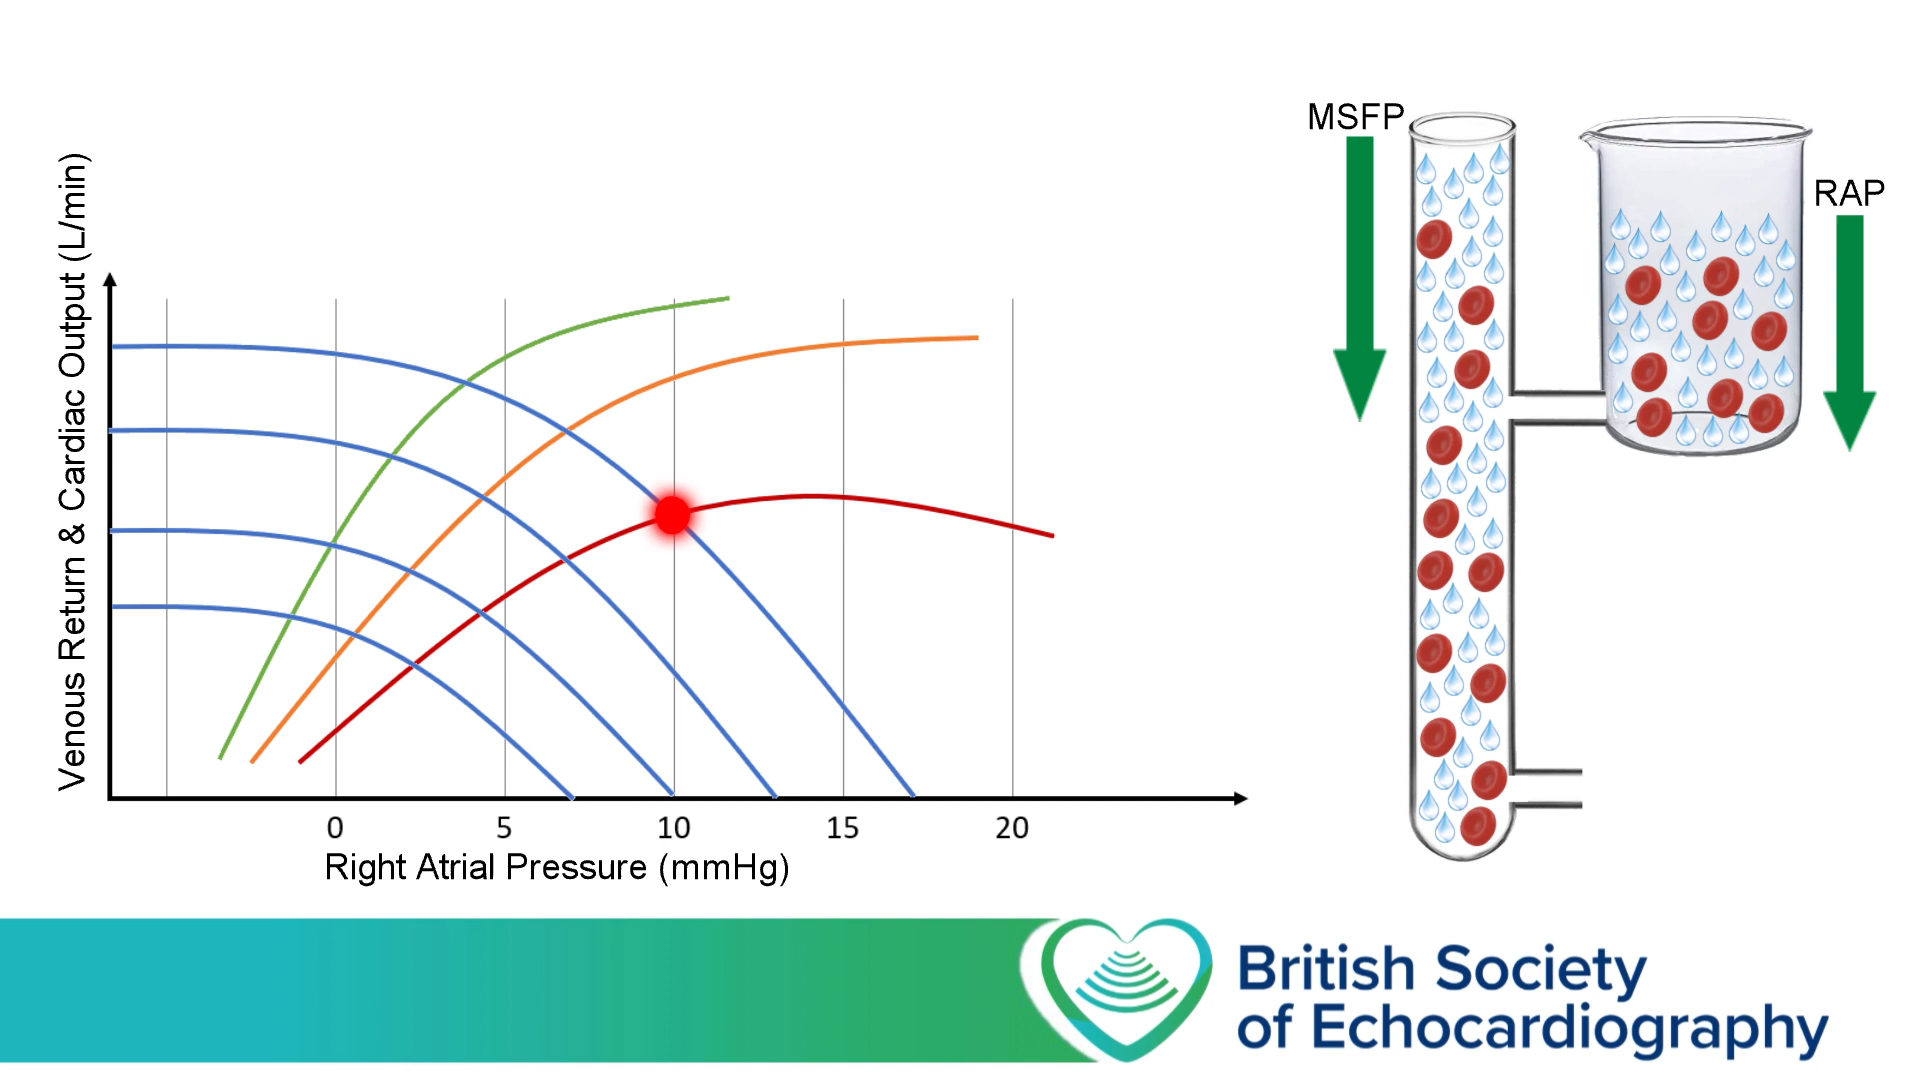 MSFP
RAP
Venous Return & Cardiac Output (L/min)
0 5 10 15 20
Right Atrial Pressure (mmHg)
British Society
of Echocardiography